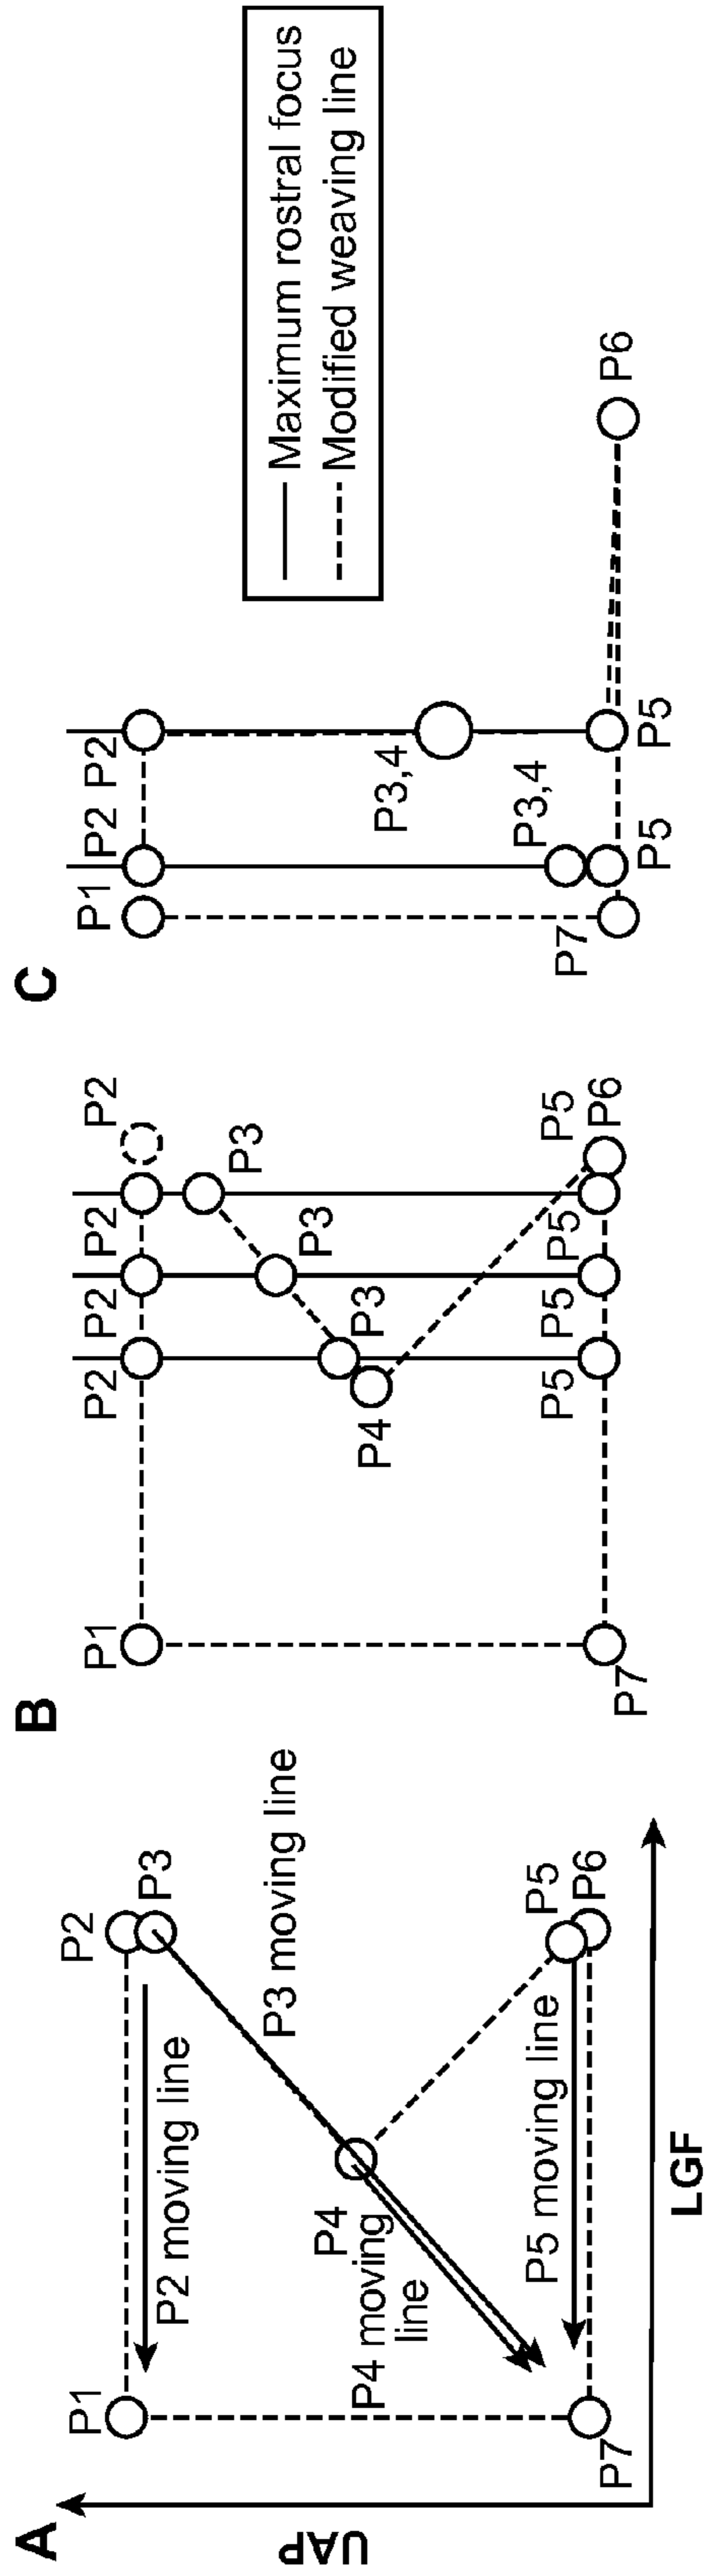 A
UAP
LGF
P1
P2
P3
P2 moving line
P3 moving line
P4
P4 moving
line
P5 moving line
P5
P6
P7
B
P1
P2
P2
P2
P2
P3
P3
P3
P4
P5
P5
P5
P5
P6
P7
C
P1
P2
P2
P3,4
P3,4
P5
P5
P6
P7
Maximum rostral focus
Modified weaving line